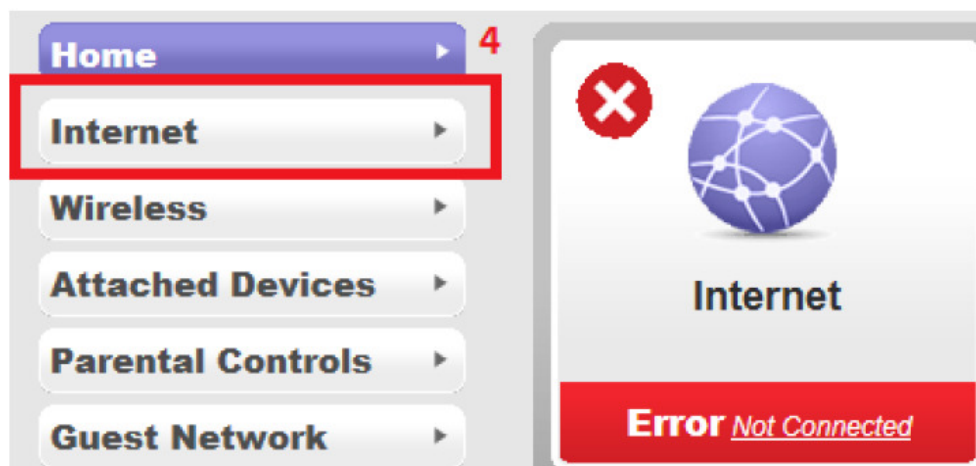 Home
4
Internet
Wireless
Attached Devices
Parental Controls
Guest Network
Internet
Error Not Connected